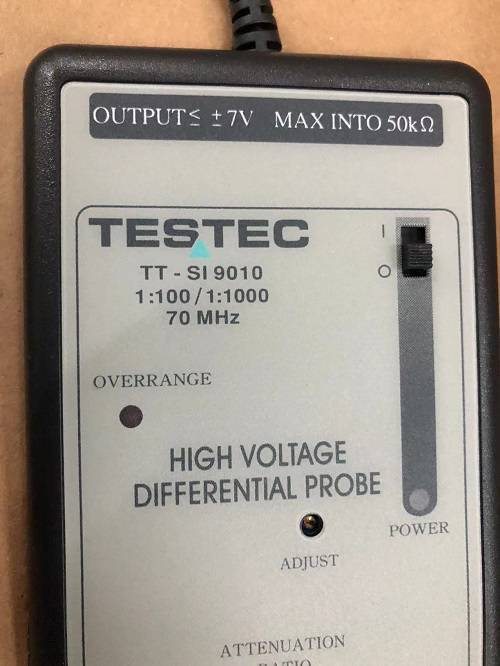 OUTPUT ≤ ±7V MAX INTO 50kΩ
TESTEC
TT - SI 9010
1:100 / 1:1000
70 MHz
I
O
OVERRANGE
HIGH VOLTAGE
DIFFERENTIAL PROBE
POWER
ADJUST
ATTENUATION
RATIO